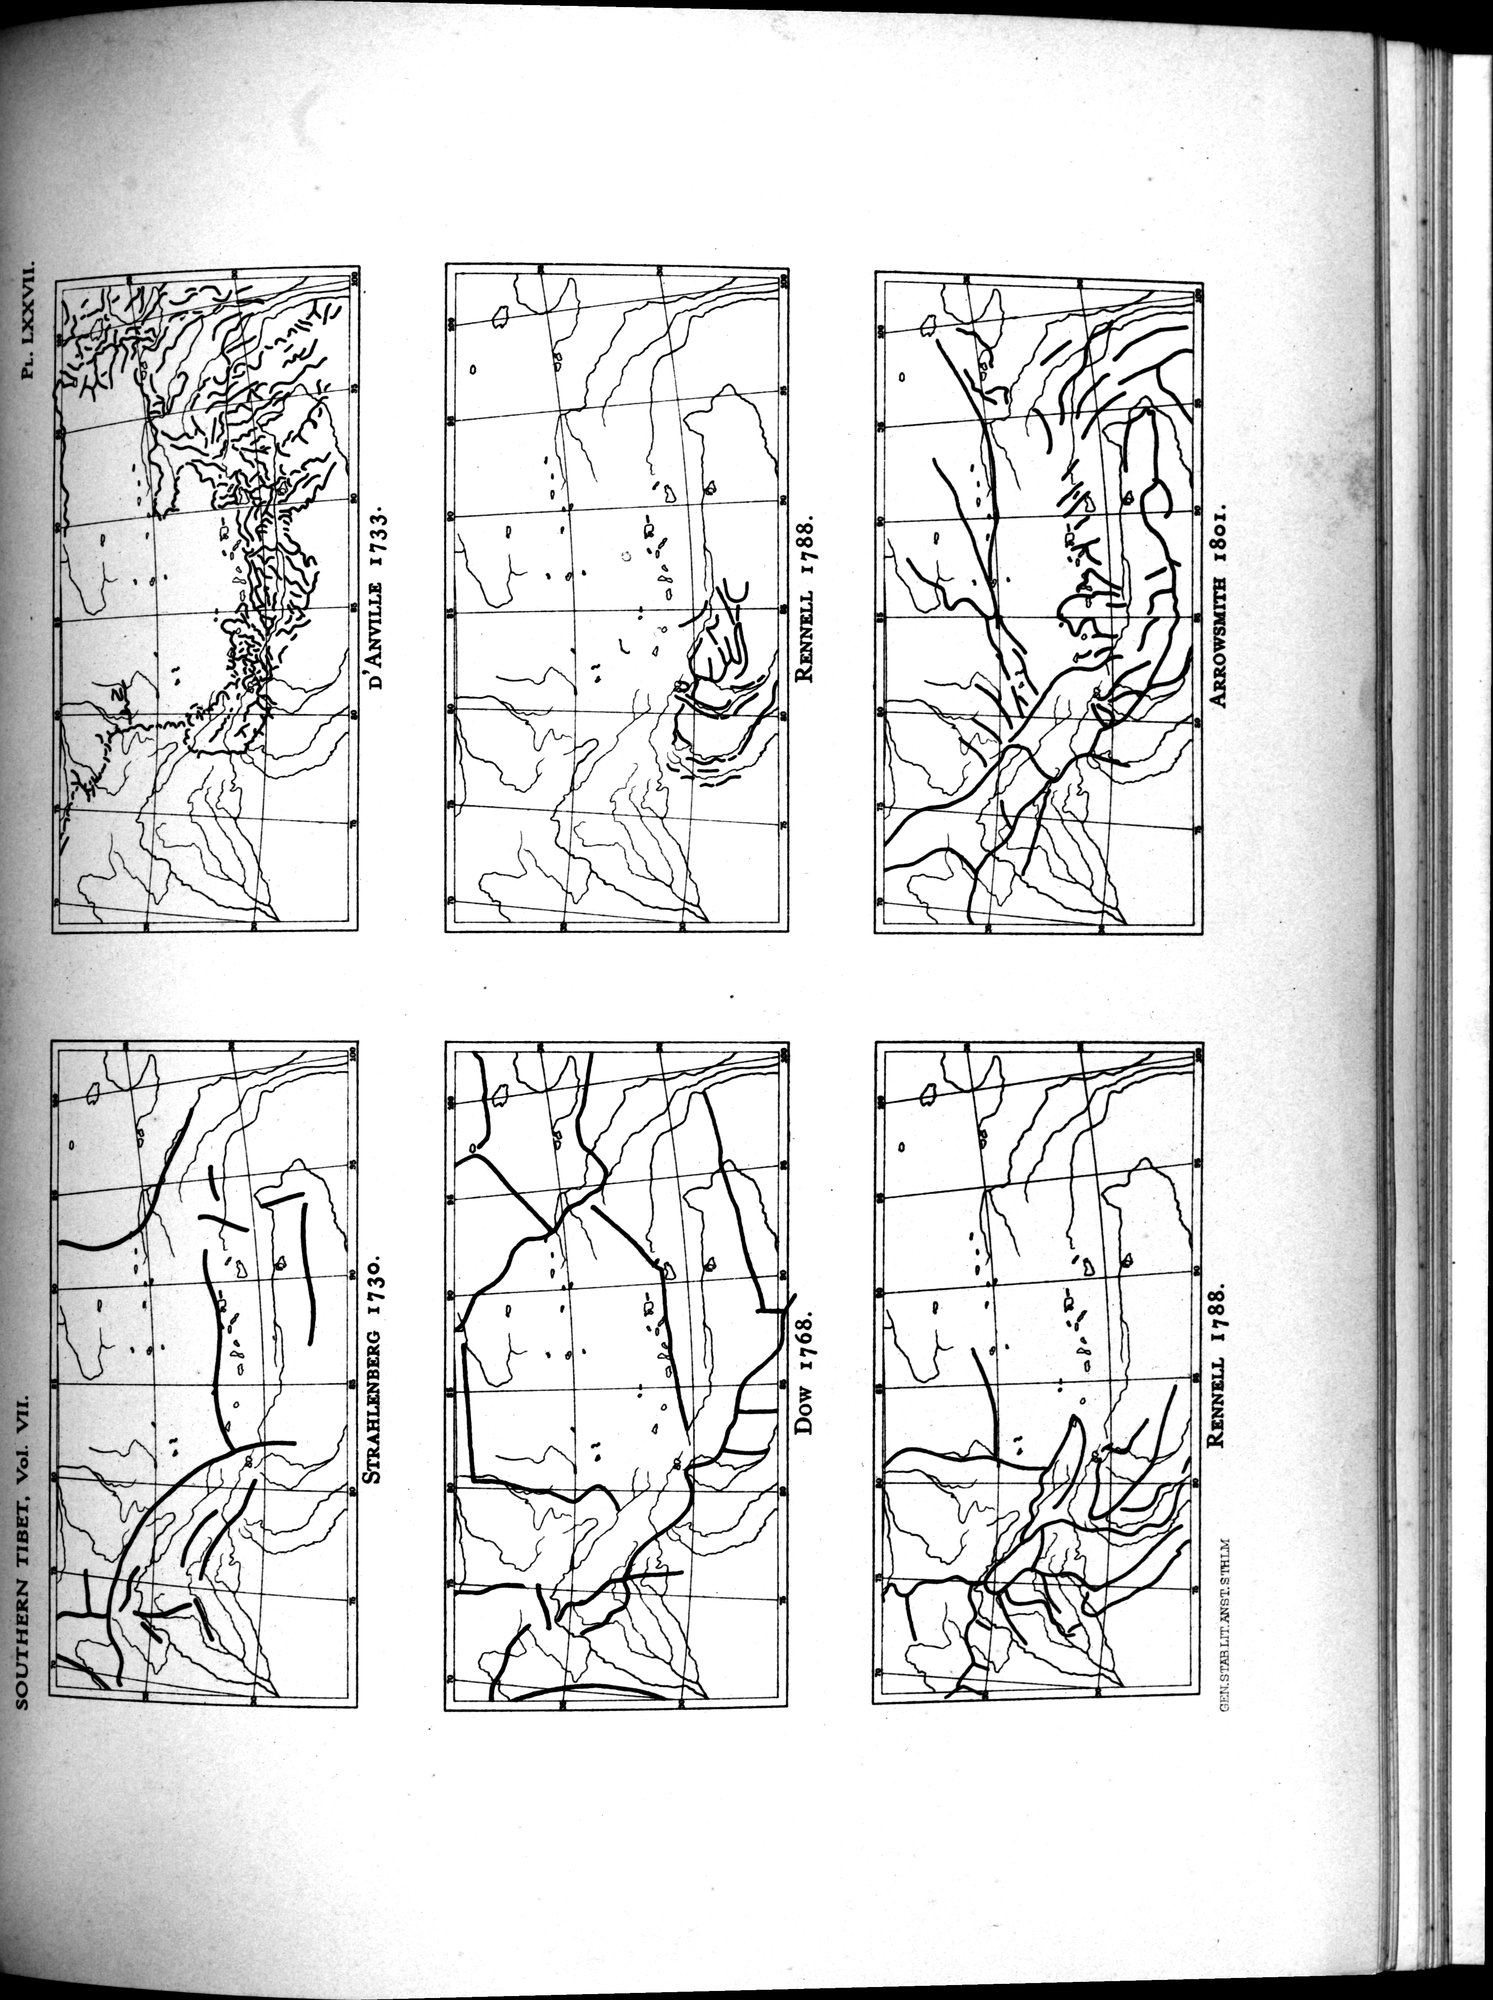 SOUTHERN TIBET, Vol. VII.
PL. LXXVII.
STRAHLENBERG 1730.
D'ANVILLE 1733.
DOW 1768.
RENNELL 1788.
RENNELL 1788.
ARROWSMITH 1801.
GEN. STAB. LIT. ANST. STHLM